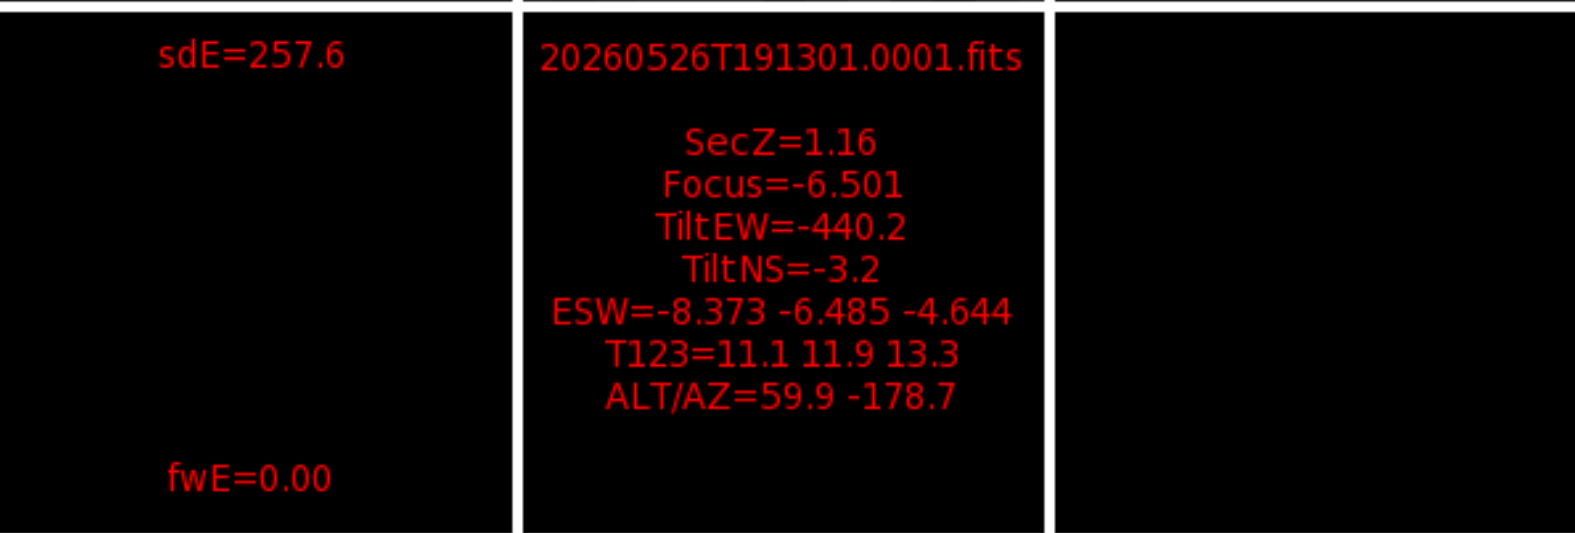 sdE=257.6
fwE=0.00
20260526T191301.0001.fits
SecZ=1.16
Focus=-6.501
TiltEW=-440.2
TiltNS=-3.2
ESW=-8.373 -6.485 -4.644
T123=11.1 11.9 13.3
ALT/AZ=59.9 -178.7